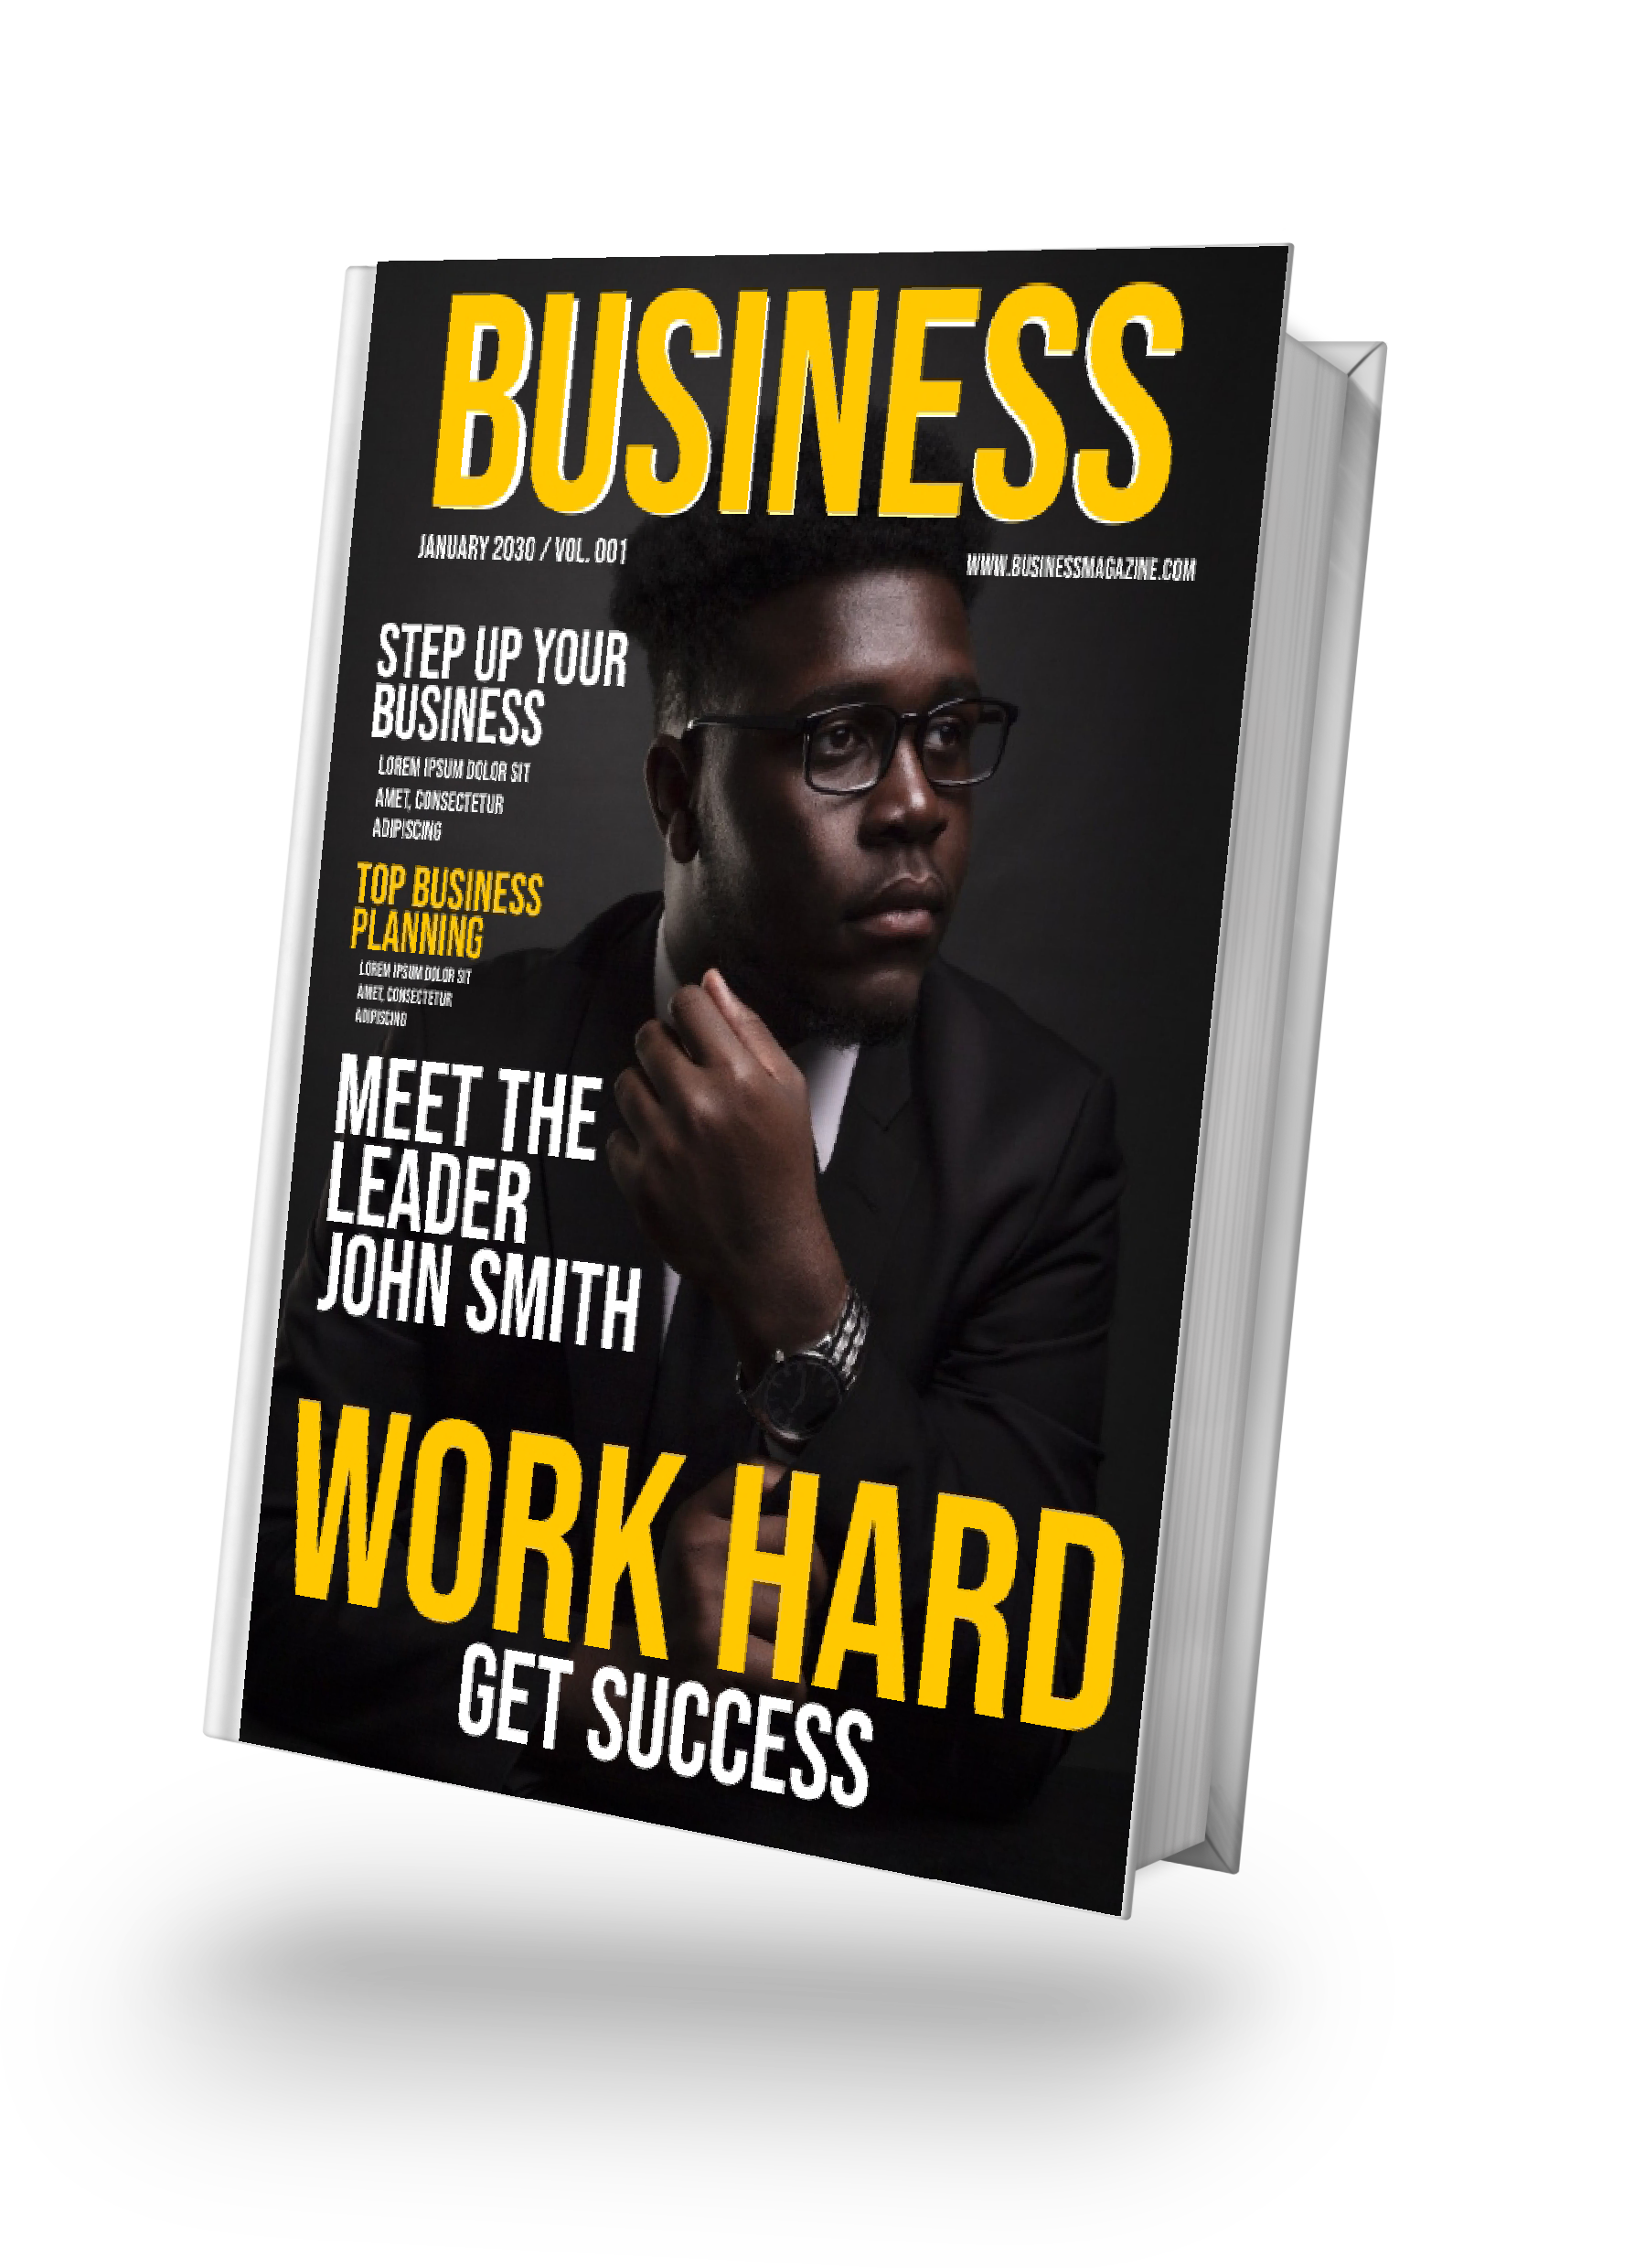 BUSINESS
JANUARY 2030 / VOL. 001
WWW.BUSINESSMAGAZINE.COM
STEP UP YOUR
BUSINESS
LOREM IPSUM DOLOR SIT
AMET, CONSECTETUR
ADIPISCING
TOP BUSINESS
PLANNING
LOREM IPSUM DOLOR SIT
AMET, CONSECTETUR
ADIPISCING
MEET THE
LEADER
JOHN SMITH
WORK HARD
GET SUCCESS